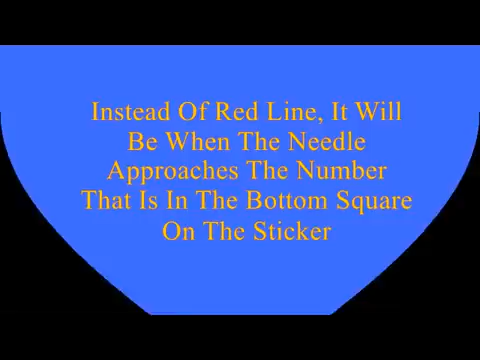 Instead Of Red Line, It Will
Be When The Needle
Approaches The Number
That Is In The Bottom Square
On The Sticker